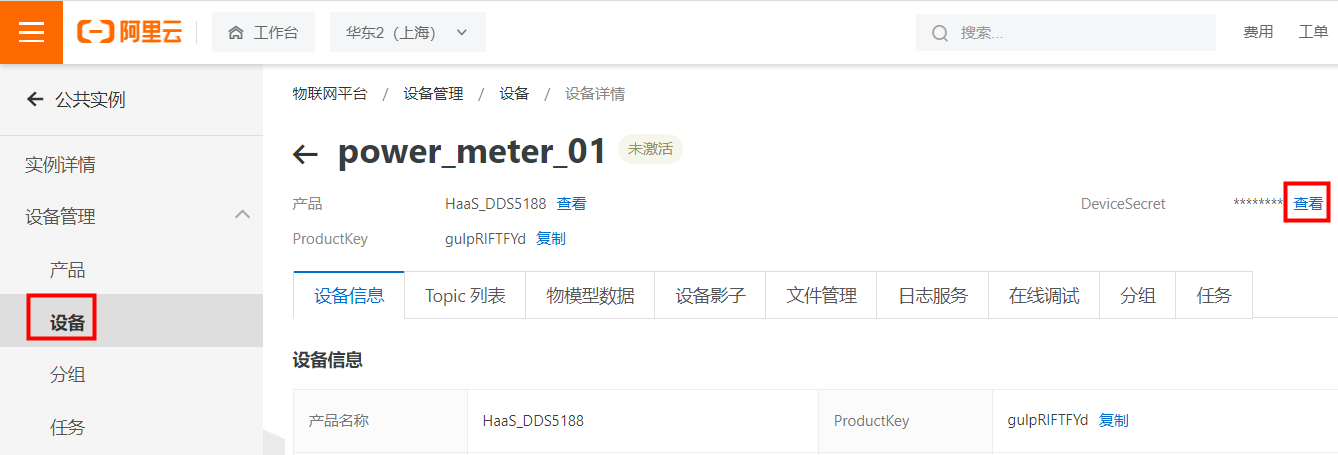 阿里云 工作台 华东2（上海） 搜索... 费用 工单
公共实例
实例详情
设备管理
产品
设备
分组
任务
物联网平台 / 设备管理 / 设备 / 设备详情
power_meter_01 未激活
产品 HaaS_DDS5188 查看 DeviceSecret ******** 查看
ProductKey gulpRIFTFYd 复制
设备信息 Topic 列表 物模型数据 设备影子 文件管理 日志服务 在线调试 分组 任务
设备信息
产品名称 HaaS_DDS5188 ProductKey gulpRIFTFYd 复制